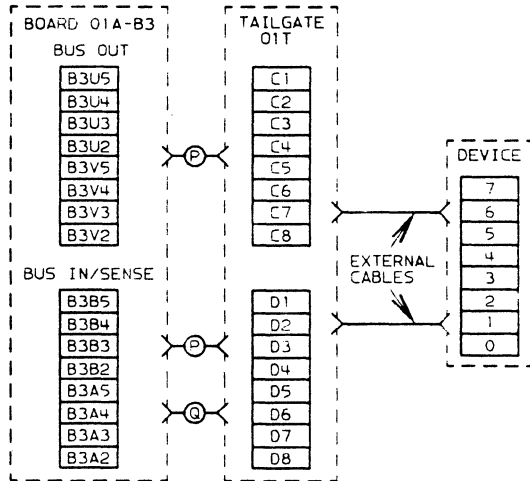 BOARD 01A-B3
BUS OUT
B3U5
B3U4
B3U3
B3U2
B3V5
B3V4
B3V3
B3V2
BUS IN/SENSE
B3B5
B3B4
B3B3
B3B2
B3A5
B3A4
B3A3
B3A2
P
P
Q
TAILGATE
01T
C1
C2
C3
C4
C5
C6
C7
C8
D1
D2
D3
D4
D5
D6
D7
D8
EXTERNAL
CABLES
DEVICE
7
6
5
4
3
2
1
0